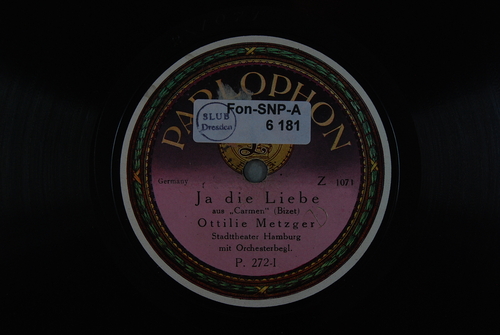 PARLOPHON
Fon-SNP-A
6 181
SLUB
Dresden
Germany
Z 1071
Ja die Liebe
aus „Carmen" (Bizet)
Ottilie Metzger
Stadttheater Hamburg
mit Orchesterbegl.
P. 272-I